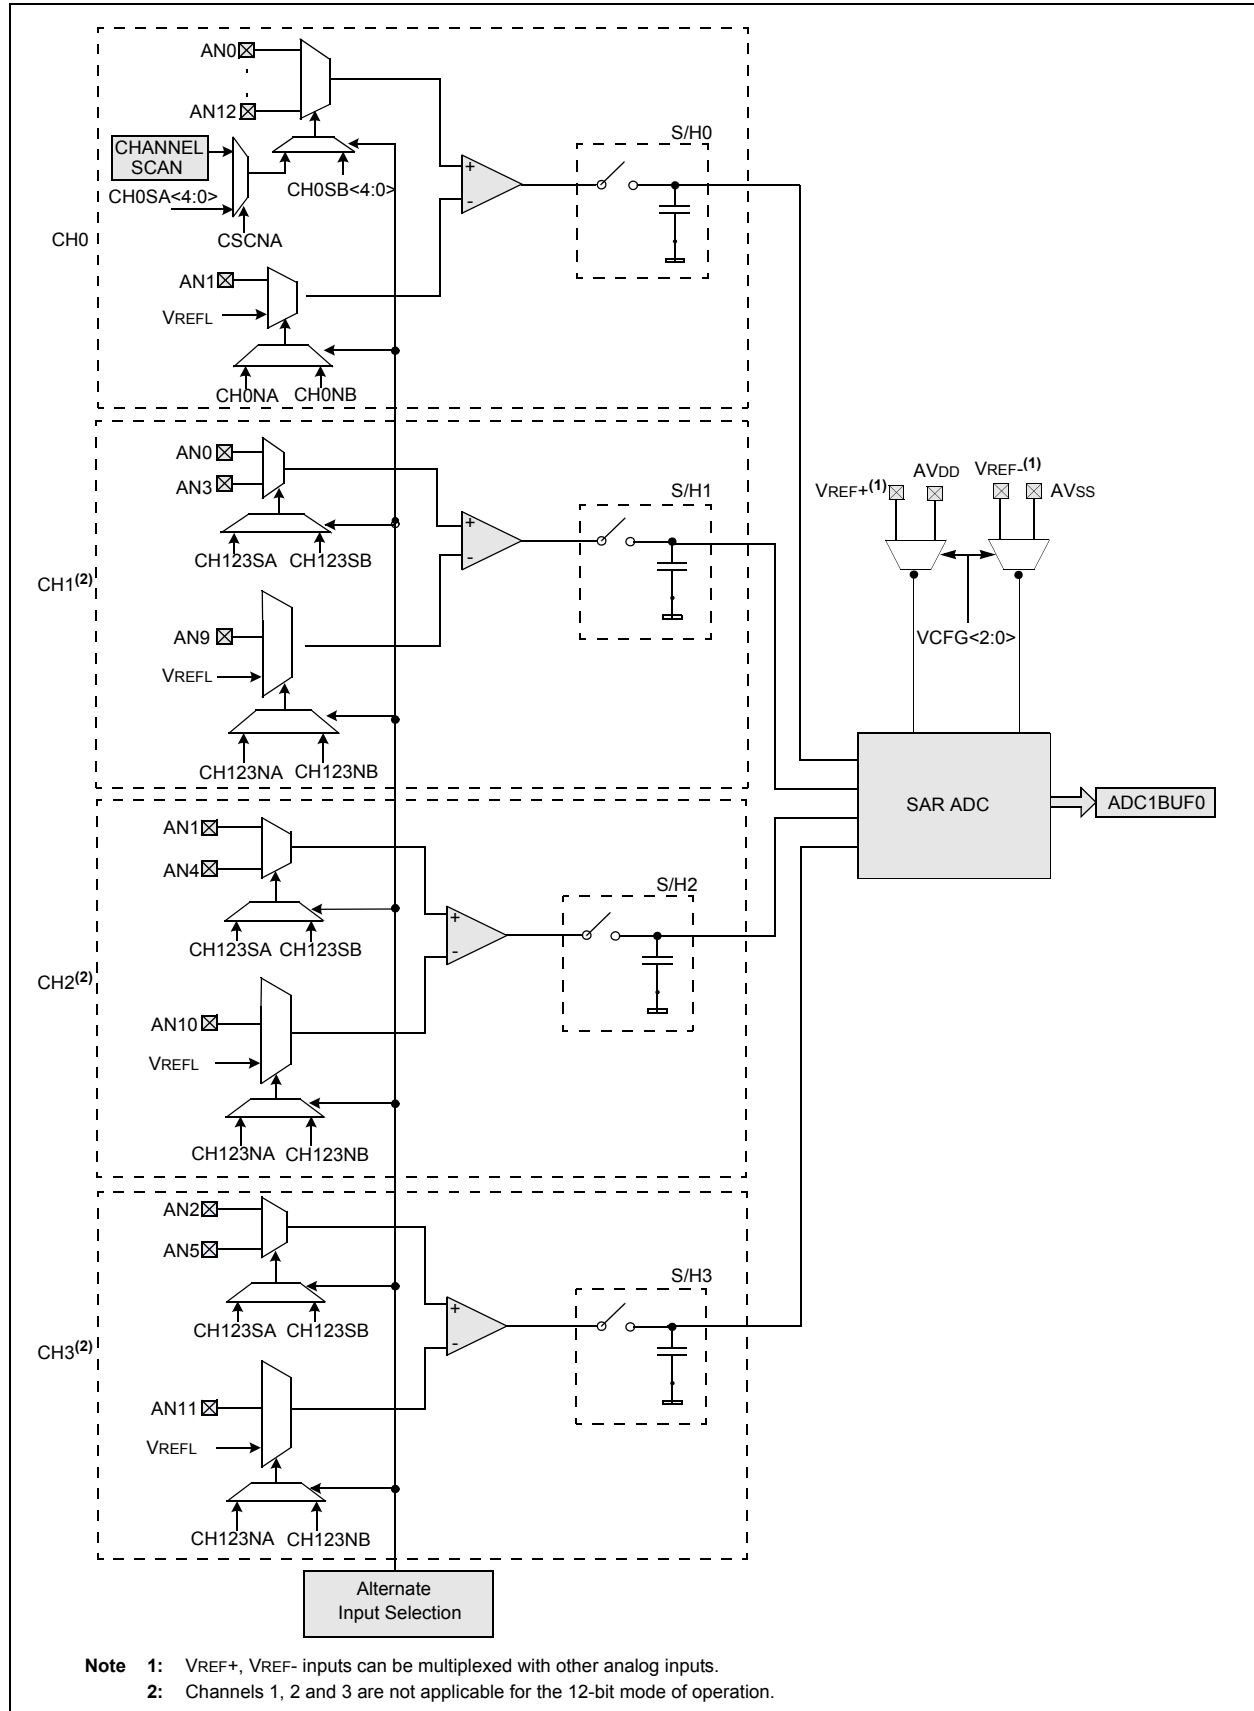 AN0
AN12
CHANNEL
SCAN
CH0SA<4:0>
CH0SB<4:0>
CSCNA
CH0
AN1
VREFL
CH0NA
CH0NB
+
-
S/H0
AN0
AN3
CH123SA
CH123SB
CH1(2)
AN9
VREFL
CH123NA
CH123NB
+
-
S/H1
VREF+(1)
AVDD
VREF-(1)
AVSS
VCFG<2:0>
SAR ADC
ADC1BUF0
AN1
AN4
CH123SA
CH123SB
CH2(2)
AN10
VREFL
CH123NA
CH123NB
+
-
S/H2
AN2
AN5
CH123SA
CH123SB
CH3(2)
AN11
VREFL
CH123NA
CH123NB
+
-
S/H3
Alternate
Input Selection
Note 1: VREF+, VREF- inputs can be multiplexed with other analog inputs.
2: Channels 1, 2 and 3 are not applicable for the 12-bit mode of operation.